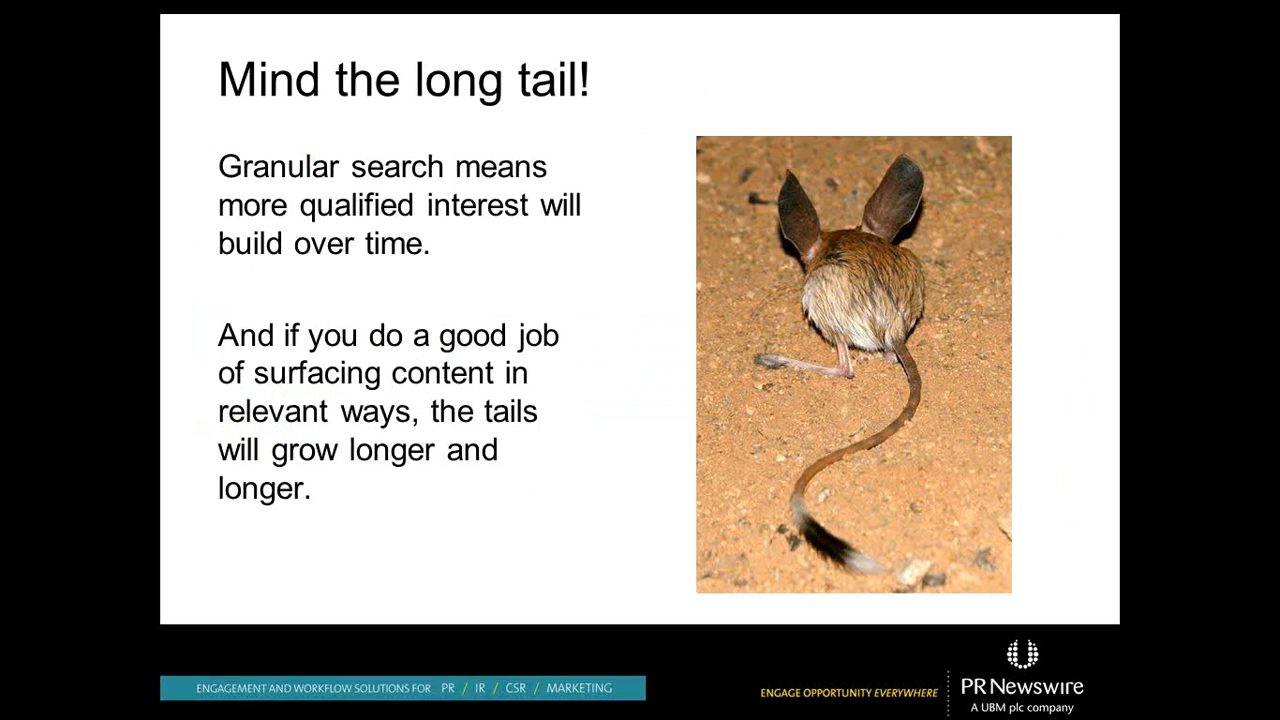 Mind the long tail!
Granular search means
more qualified interest will
build over time.
And if you do a good job
of surfacing content in
relevant ways, the tails
will grow longer and
longer.
ENGAGEMENT AND WORKFLOW SOLUTIONS FOR PR / IR / CSR / MARKETING
ENGAGE OPPORTUNITY EVERYWHERE
PR Newswire
A UBM plc company